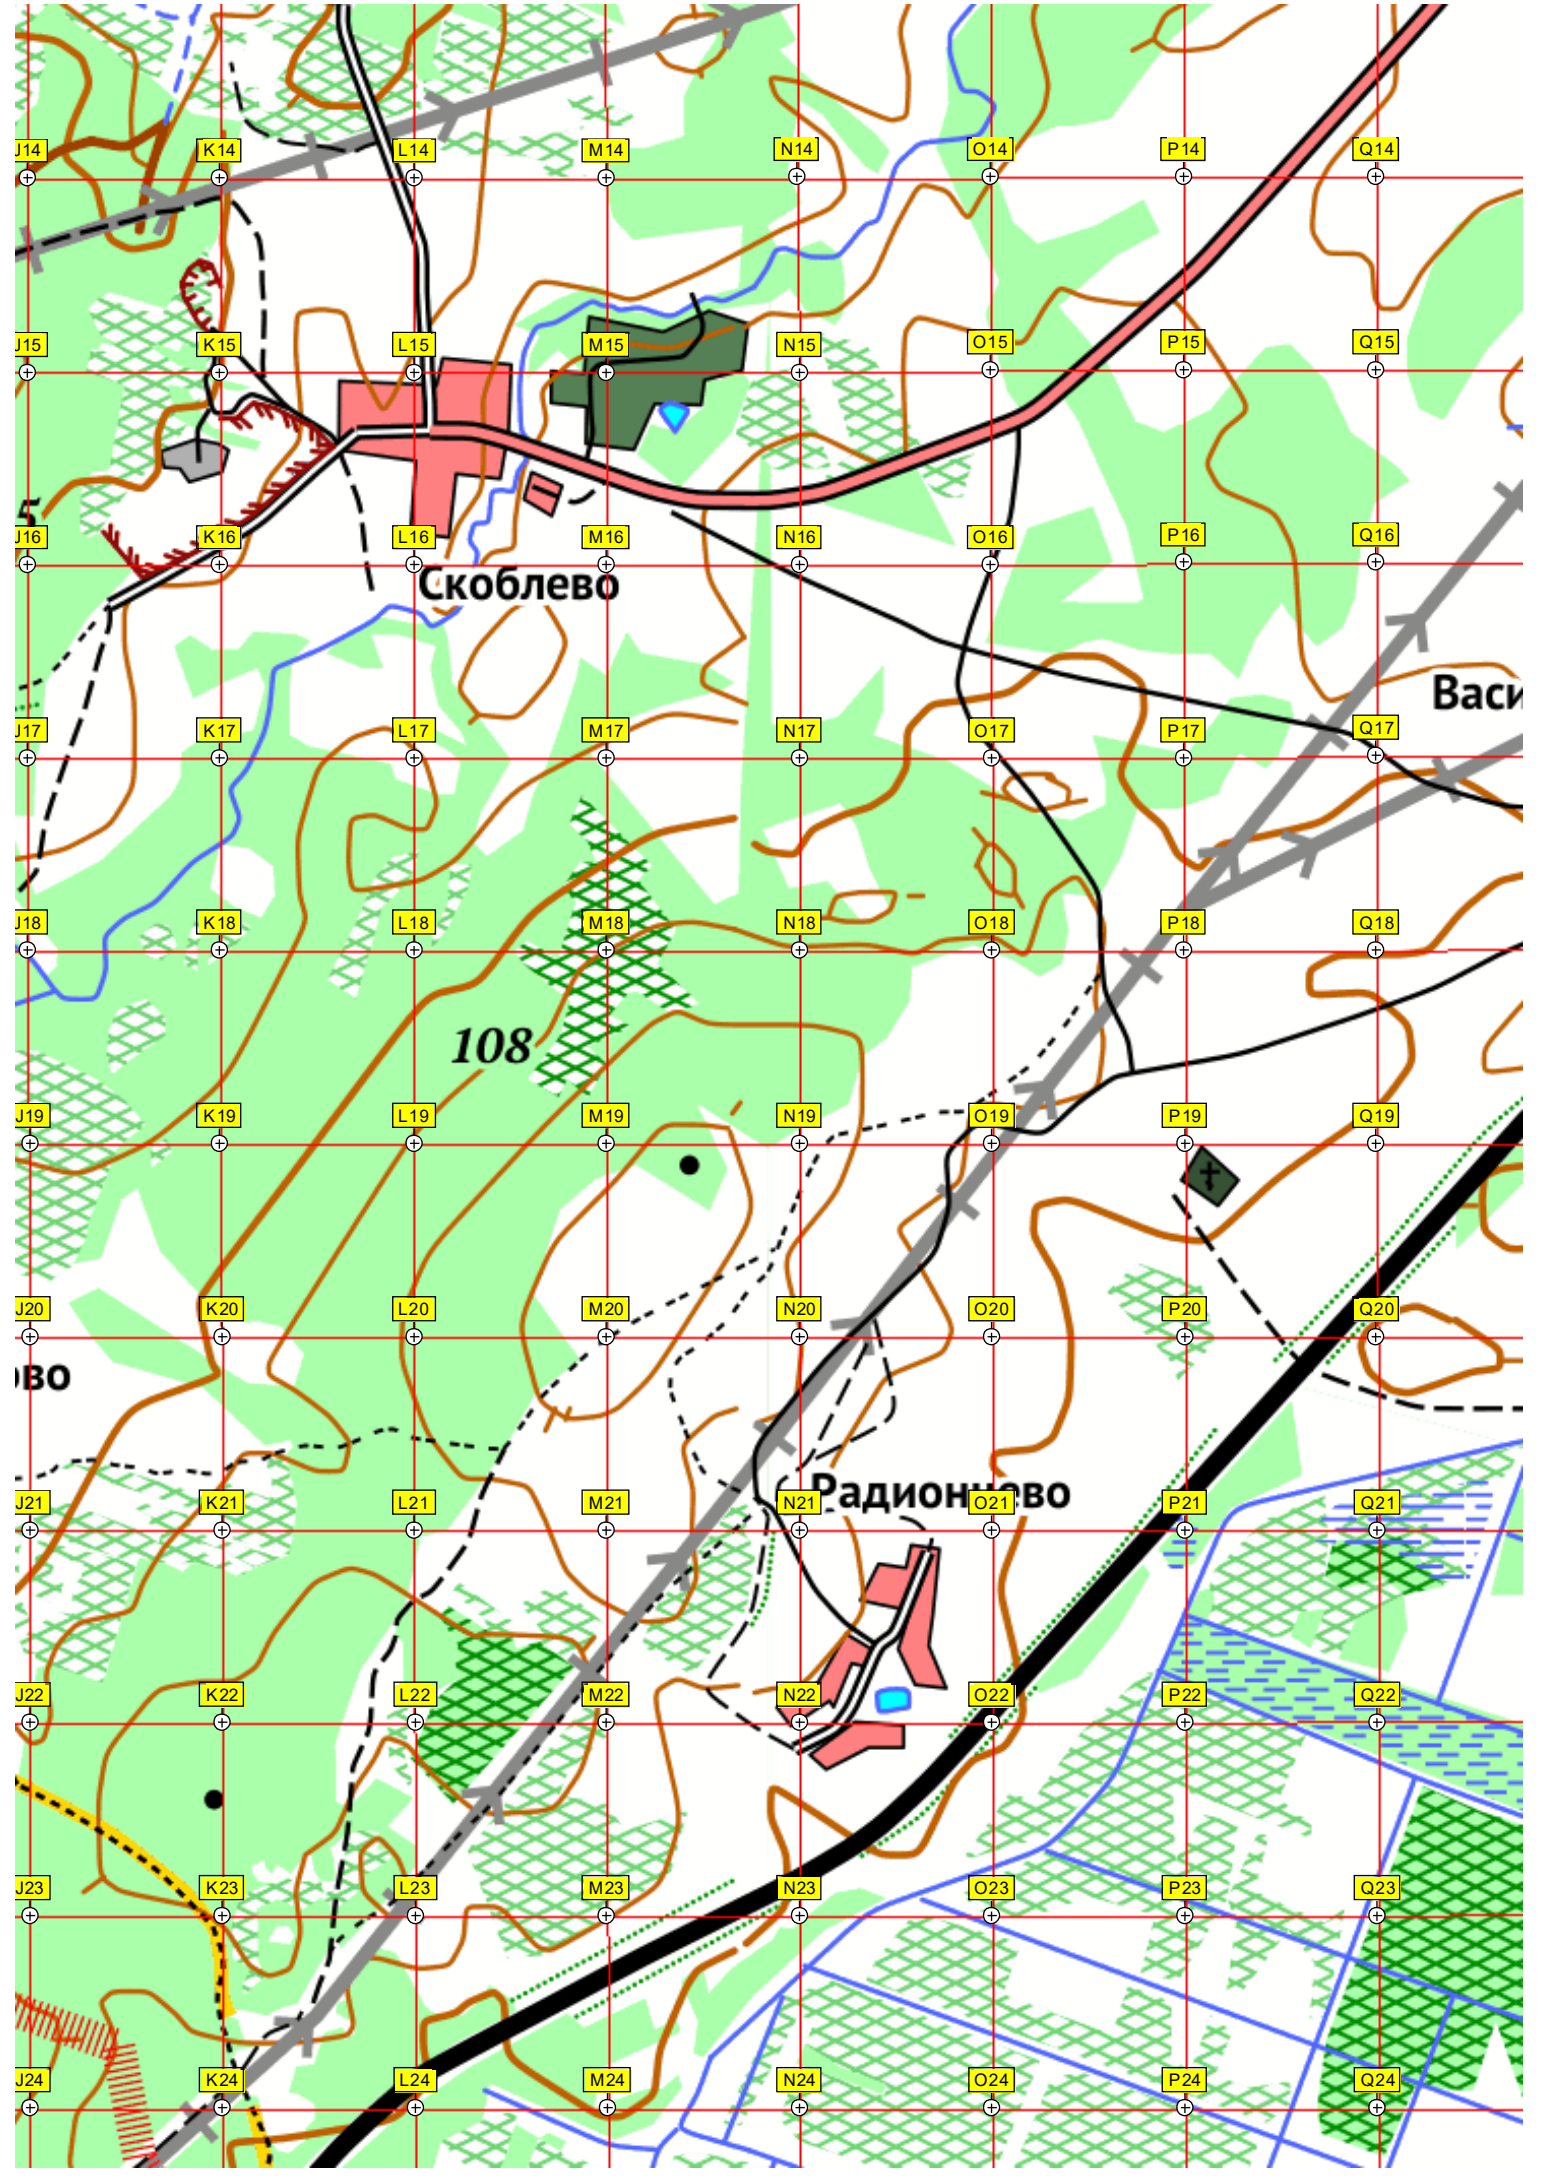 J14 K14 L14 M14 N14 O14 P14 Q14
J15 K15 L15 M15 N15 O15 P15 Q15
5
J16 K16 L16 M16 N16 O16 P16 Q16
Скоблево
Васи
J17 K17 L17 M17 N17 O17 P17 Q17
J18 K18 L18 M18 N18 O18 P18 Q18
108
J19 K19 L19 M19 N19 O19 P19 Q19
J20 K20 L20 M20 N20 O20 P20 Q20
ово
Радионцево
J21 K21 L21 M21 N21 O21 P21 Q21
J22 K22 L22 M22 N22 O22 P22 Q22
J23 K23 L23 M23 N23 O23 P23 Q23
J24 K24 L24 M24 N24 O24 P24 Q24